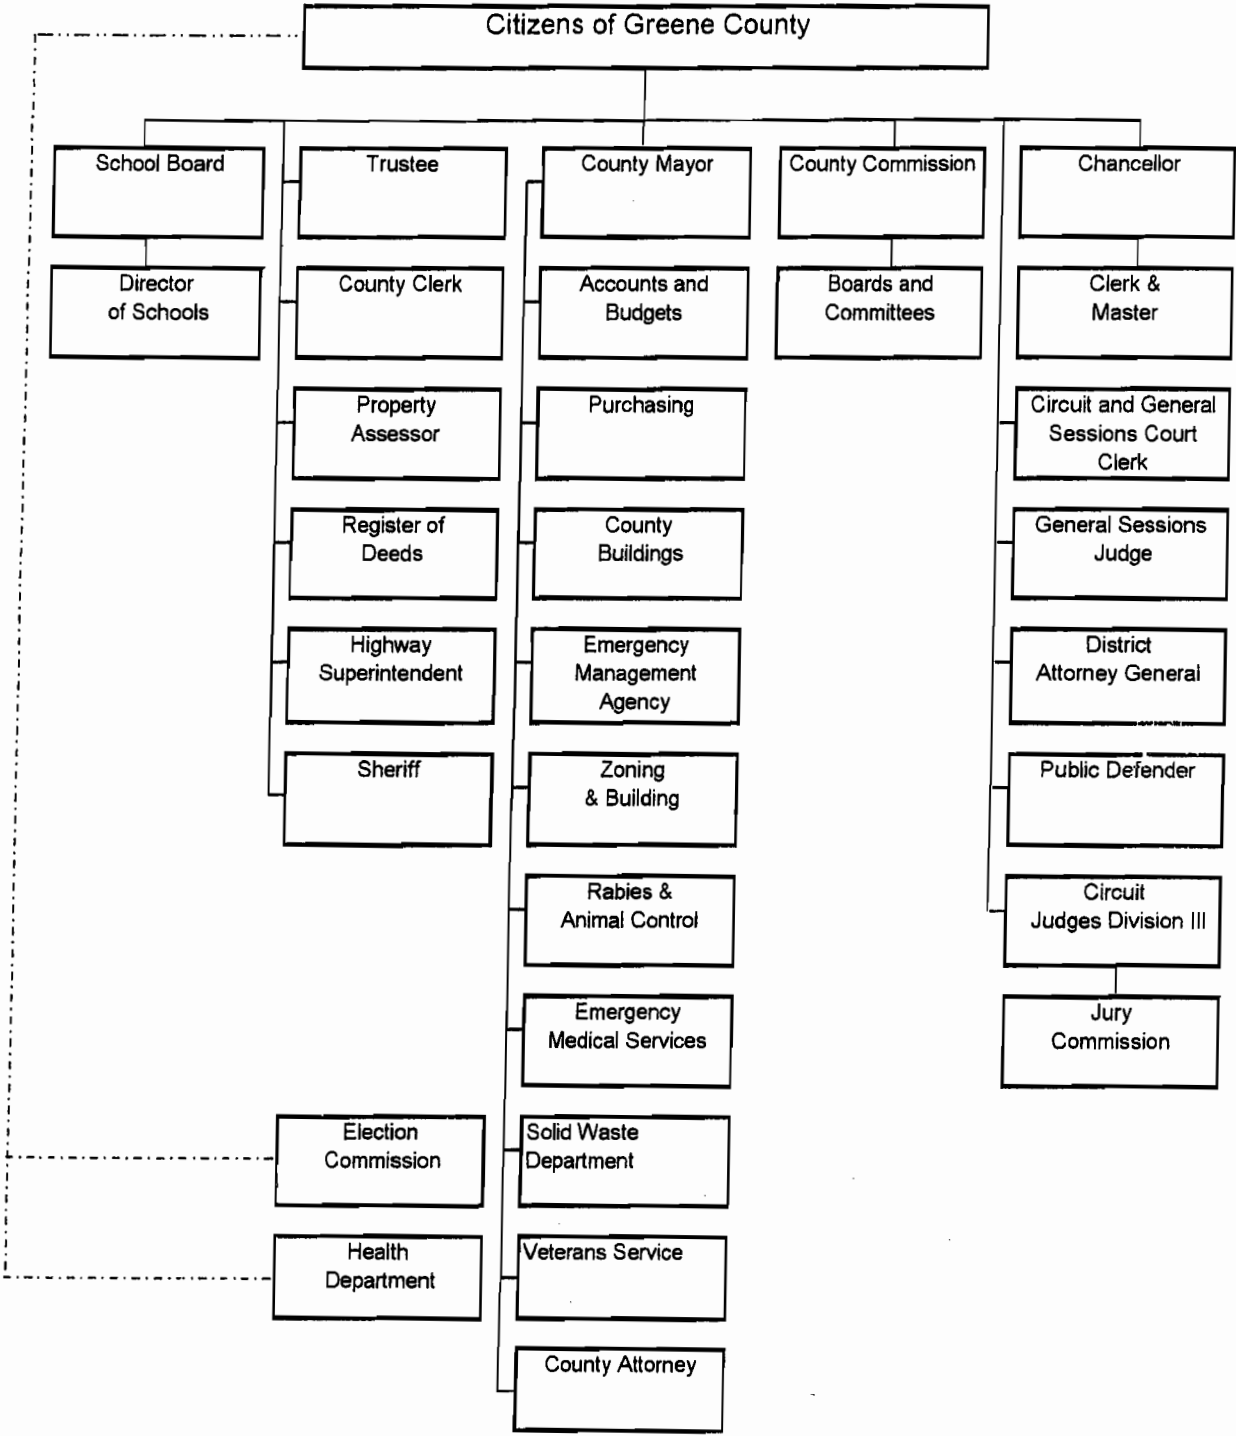 Citizens of Greene County
School Board
Trustee
County Mayor
County Commission
Chancellor
Director
of Schools
County Clerk
Accounts and
Budgets
Boards and
Committees
Clerk &
Master
Property
Assessor
Purchasing
Circuit and General
Sessions Court
Clerk
Register of
Deeds
County
Buildings
General Sessions
Judge
Highway
Superintendent
Emergency
Management
Agency
District
Attorney General
Sheriff
Zoning
& Building
Public Defender
Rabies &
Animal Control
Circuit
Judges Division III
Emergency
Medical Services
Jury
Commission
Election
Commission
Solid Waste
Department
Health
Department
Veterans Service
County Attorney